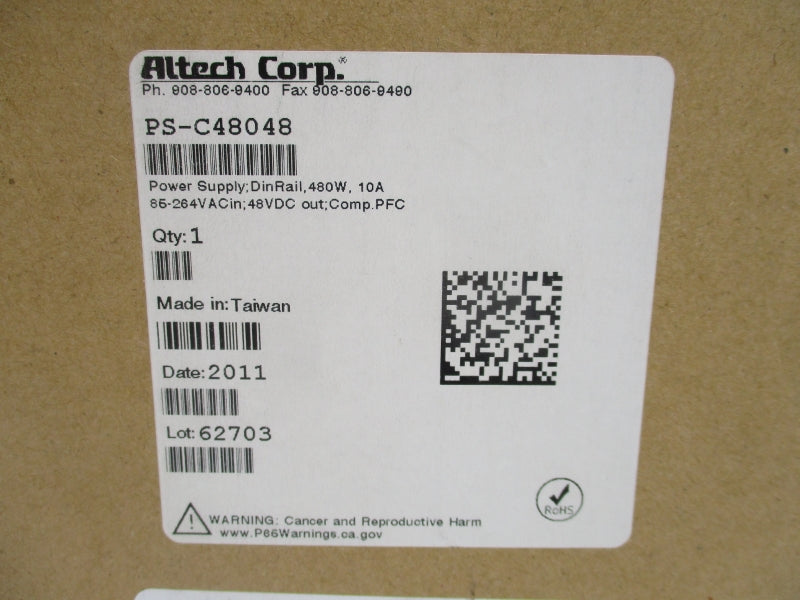 Altech Corp.®
Ph. 908-806-9400 Fax 908-806-9490
PS-C48048
Power Supply;DinRail,480W, 10A
85-264VACin;48VDC out;Comp.PFC
Qty:1
Made in:Taiwan
Date:2011
Lot:62703
RoHS
WARNING: Cancer and Reproductive Harm
www.P65Warnings.ca.gov